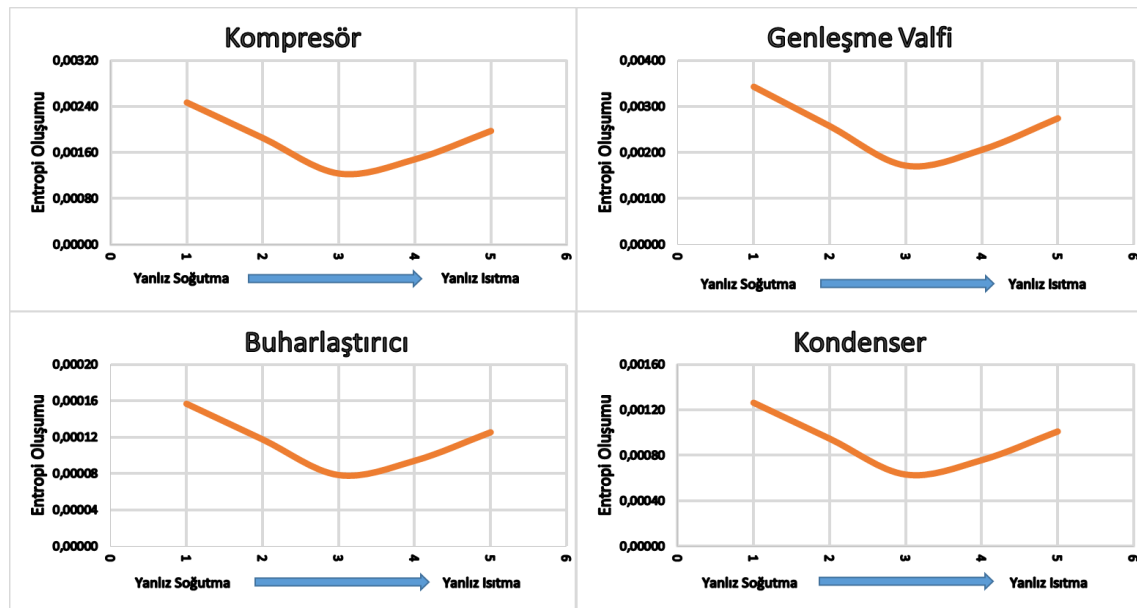 Kompresör
Entropi Oluşumu
0,00320
0,00240
0,00160
0,00080
0,00000
0 1 2 3 4 5 6
Yanlız Soğutma Yanlız Isıtma
Genleşme Valfi
Entropi Oluşumu
0,00400
0,00300
0,00200
0,00100
0,00000
0 1 2 3 4 5 6
Yanlız Soğutma Yanlız Isıtma
Buharlaştırıcı
Entropi Oluşumu
0,00020
0,00016
0,00012
0,00008
0,00004
0,00000
0 1 2 3 4 5 6
Yanlız Soğutma Yanlız Isıtma
Kondenser
Entropi Oluşumu
0,00160
0,00120
0,00080
0,00040
0,00000
0 1 2 3 4 5 6
Yanlız Soğutma Yanlız Isıtma